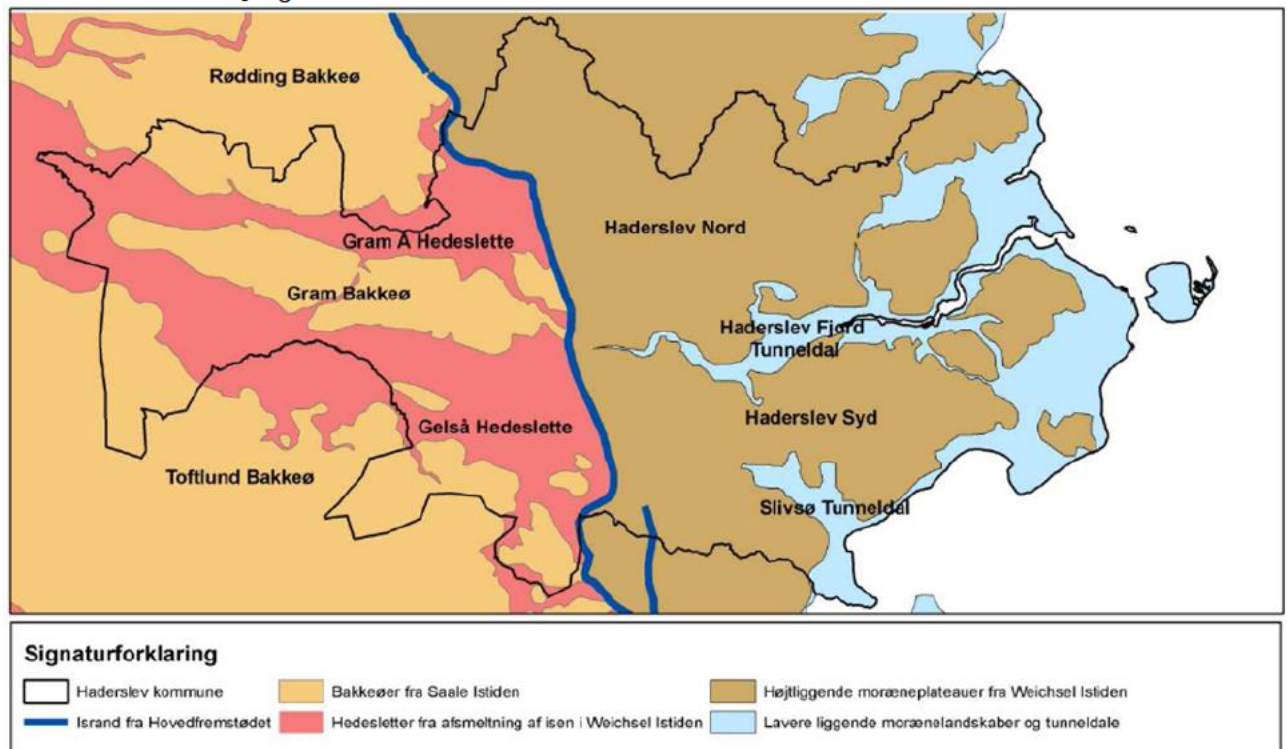 Rødding Bakkeø
Haderslev Nord
Gram Å Hedeslette
Gram Bakkeø
Haderslev Fjord
Tunneldal
Haderslev Syd
Gelså Hedeslette
Toftlund Bakkeø
Slivsø Tunneldal
Signaturforklaring
Haderslev kommune
Bakkeøer fra Saale Istiden
Højtliggende moræneplateauer fra Weichsel Istiden
Isrand fra Hovedfremstødet
Hedesletter fra afsmeltning af isen i Weichsel Istiden
Lavere liggende morænelandskaber og tunneldale